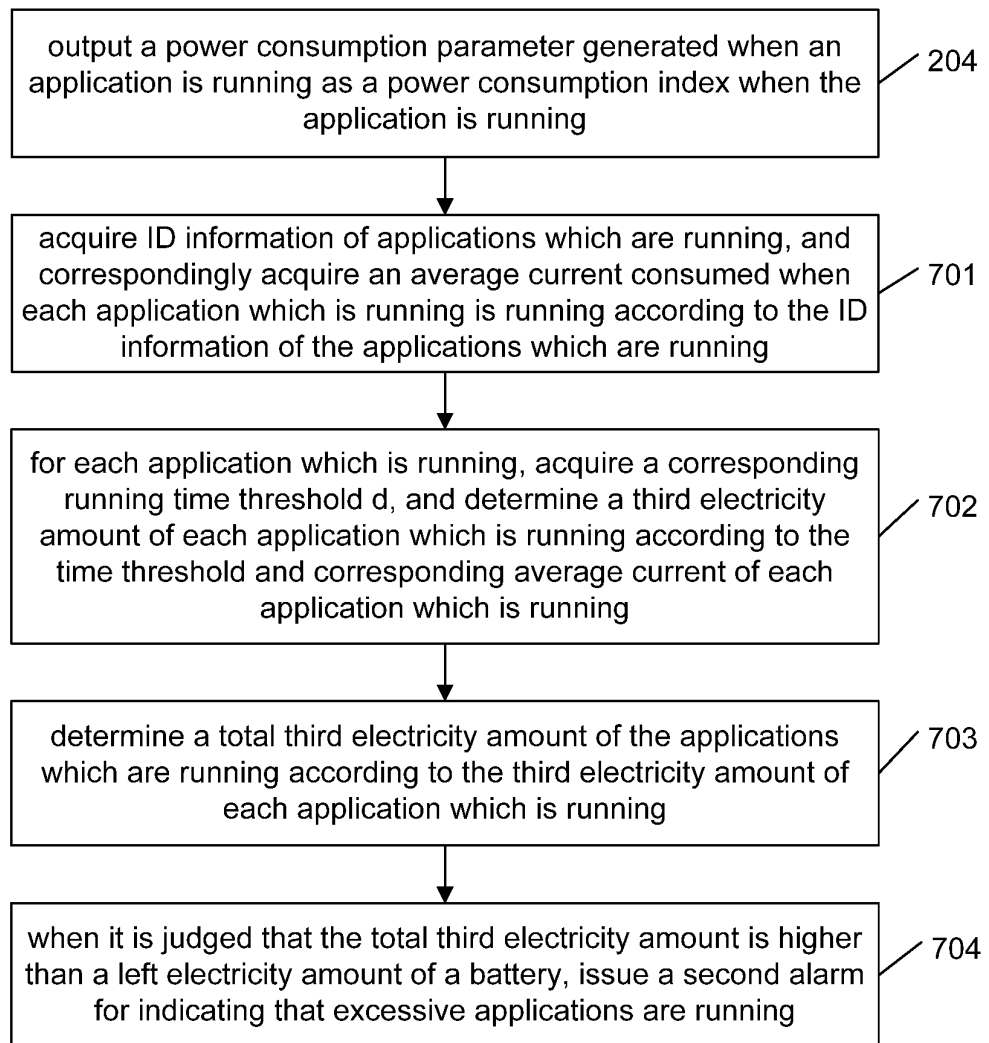 output a power consumption parameter generated when an
application is running as a power consumption index when the
application is running
204
acquire ID information of applications which are running, and
correspondingly acquire an average current consumed when
each application which is running is running according to the ID
information of the applications which are running
701
for each application which is running, acquire a corresponding
running time threshold d, and determine a third electricity
amount of each application which is running according to the
time threshold and corresponding average current of each
application which is running
702
determine a total third electricity amount of the applications
which are running according to the third electricity amount of
each application which is running
703
when it is judged that the total third electricity amount is higher
than a left electricity amount of a battery, issue a second alarm
for indicating that excessive applications are running
704